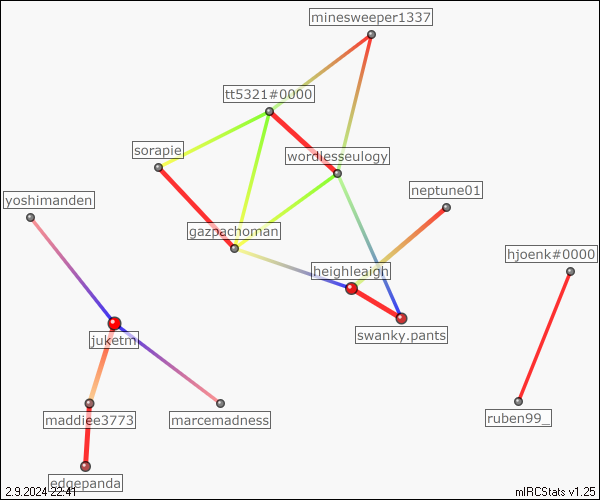 minesweeper1337
tt5321#0000
sorapie
wordlesseulogy
neptune01
yoshimanden
gazpachoman
hjoenk#0000
heighleaigh
swanky.pants
juketm
maddiee3773
marcemadness
ruben99_
edgepanda
2.9.2024 22:41
mIRCStats v1.25